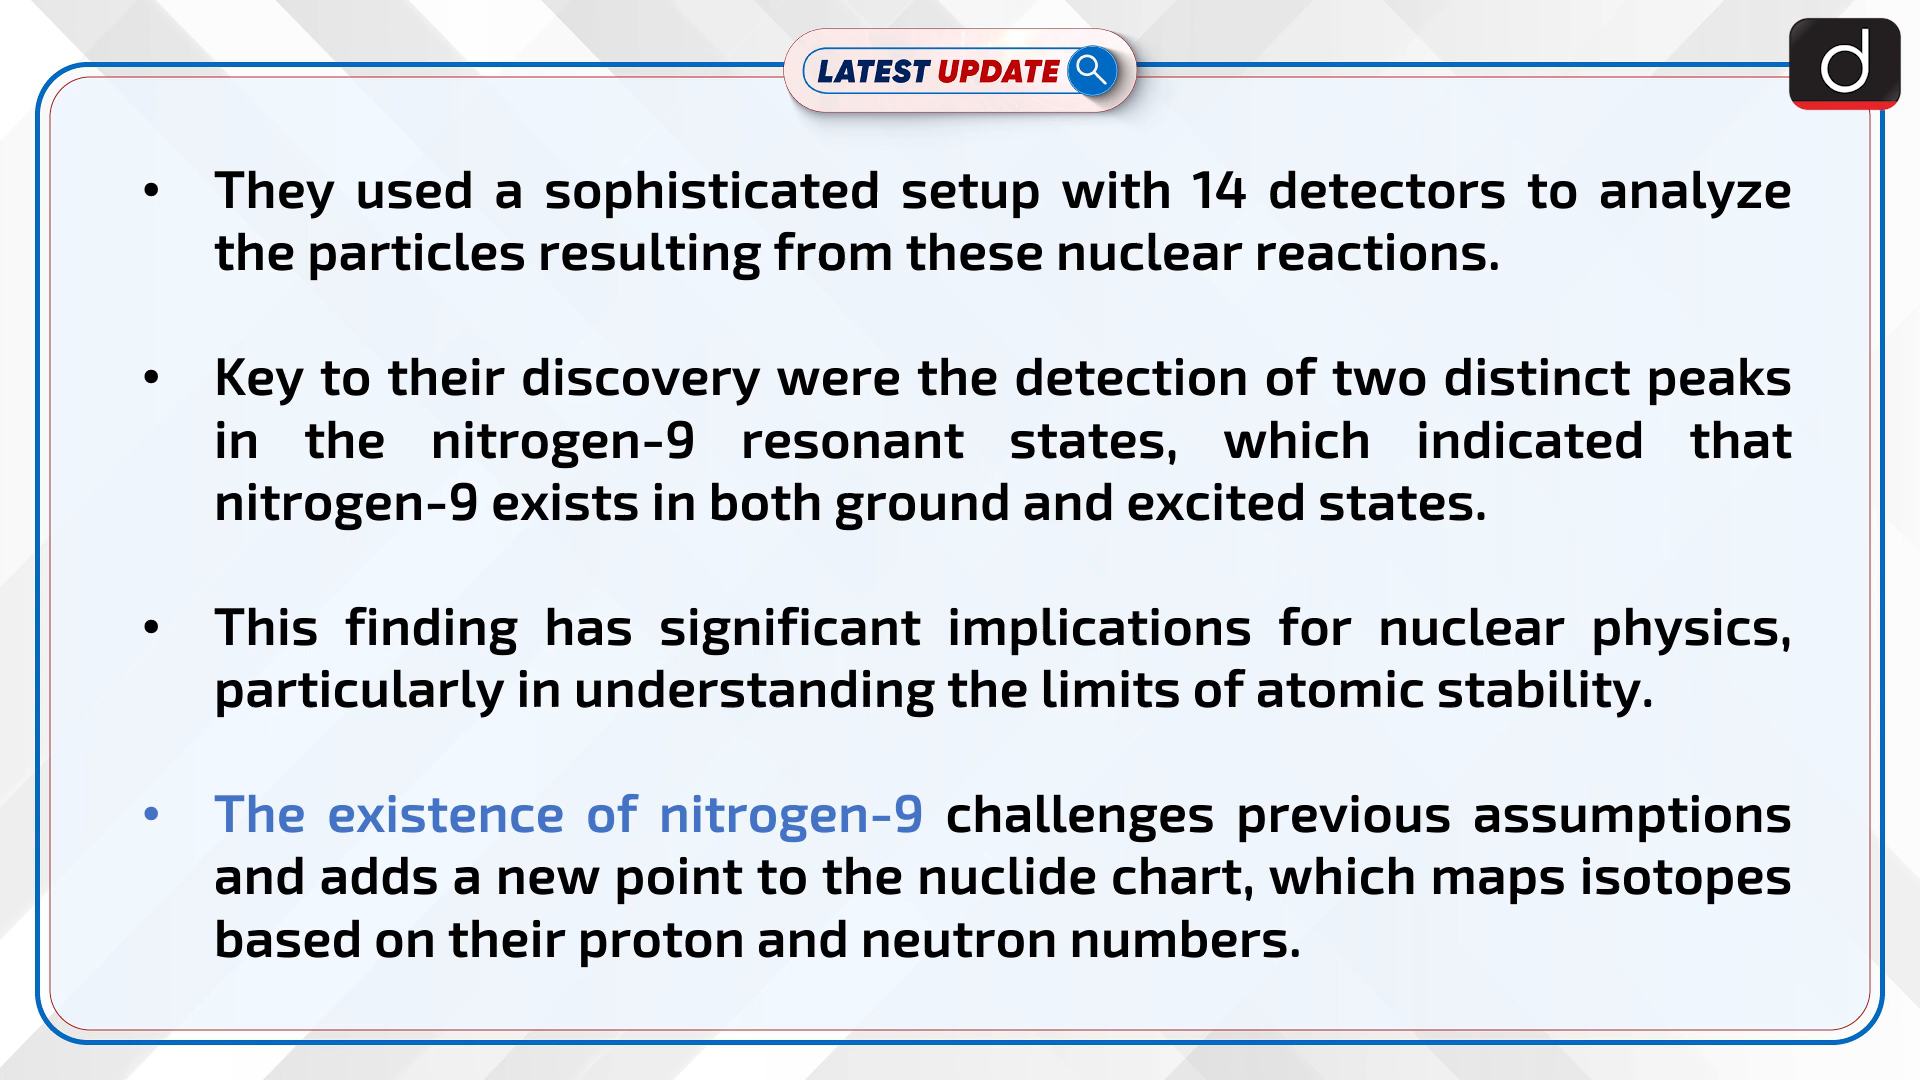 LATEST UPDATE
d
• They used a sophisticated setup with 14 detectors to analyze
the particles resulting from these nuclear reactions.
• Key to their discovery were the detection of two distinct peaks
in the nitrogen-9 resonant states, which indicated that
nitrogen-9 exists in both ground and excited states.
• This finding has significant implications for nuclear physics,
particularly in understanding the limits of atomic stability.
• The existence of nitrogen-9 challenges previous assumptions
and adds a new point to the nuclide chart, which maps isotopes
based on their proton and neutron numbers.